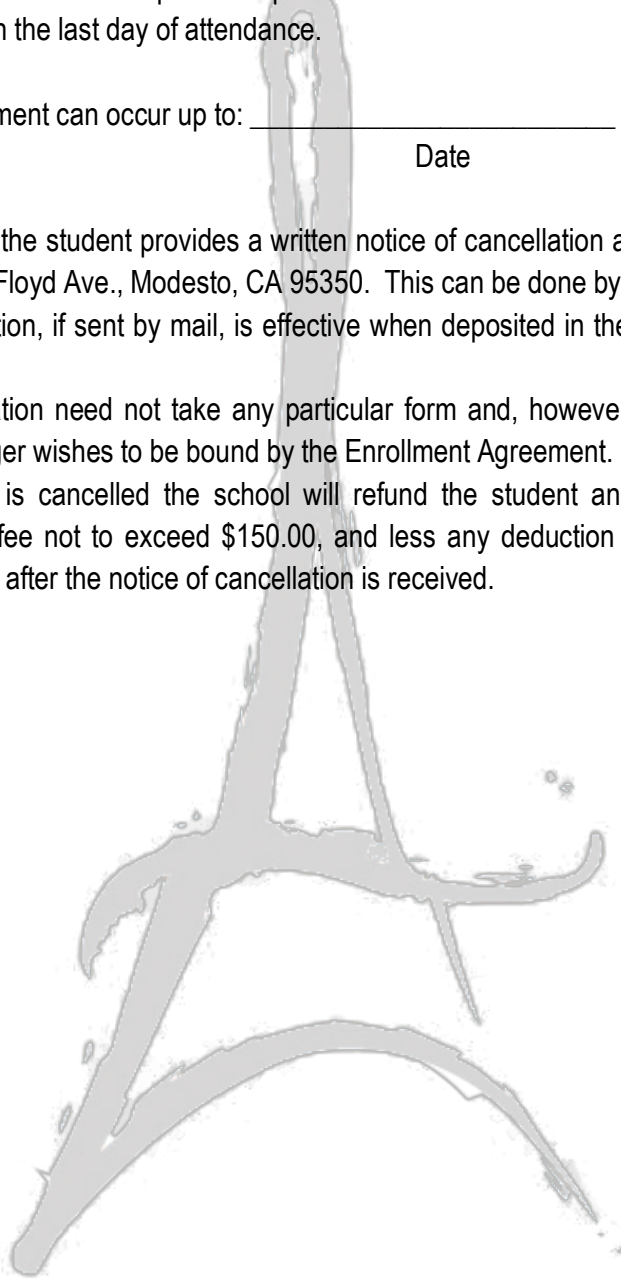 n the last day of attendance.
ment can occur up to: _________________________
Date
the student provides a written notice of cancellation a
Floyd Ave., Modesto, CA 95350. This can be done by
tion, if sent by mail, is effective when deposited in the
ation need not take any particular form and, howeve
ger wishes to be bound by the Enrollment Agreement.
is cancelled the school will refund the student an
fee not to exceed $150.00, and less any deduction
after the notice of cancellation is received.